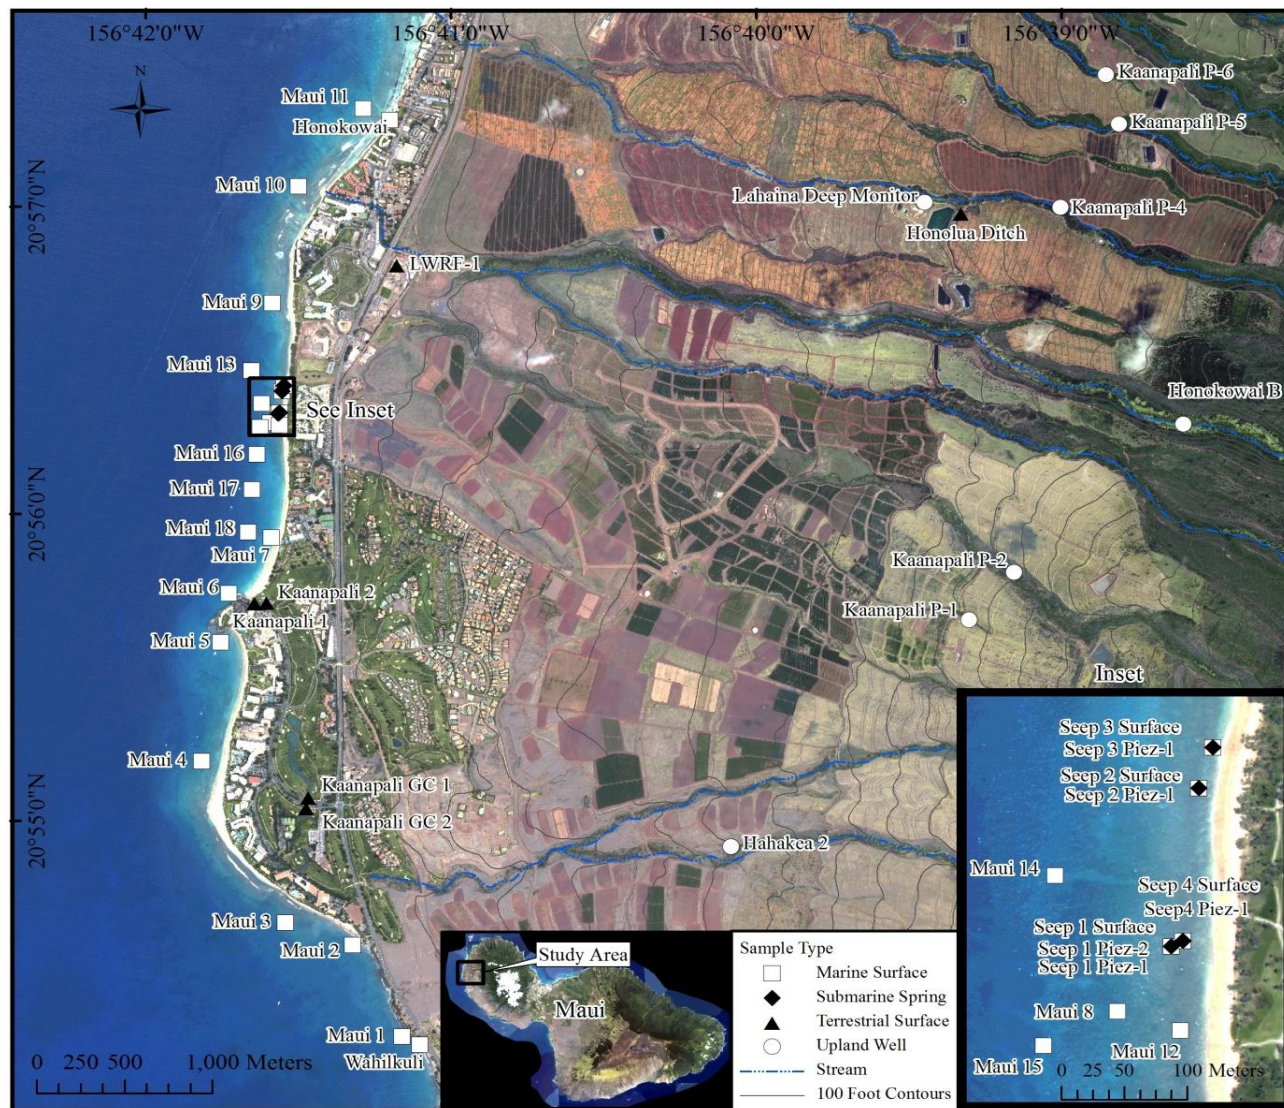 156°42'0"W
156°41'0"W
156°40'0"W
156°39'0"W
N
Kaanapali P-6
Maui 11
Honokowai
Kaanapali P-5
Maui 10
20°57'0"N
Lahaina Deep Monitor
Kaanapali P-4
Honolua Ditch
LWRF-1
Maui 9
Maui 13
See Inset
Honokowai B
Maui 16
Maui 17
20°56'0"N
Maui 18
Maui 7
Kaanapali P-2
Maui 6
Kaanapali 2
Kaanapali 1
Kaanapali P-1
Maui 5
Maui 4
Kaanapali GC 1
Kaanapali GC 2
20°55'0"N
Hahakea 2
Maui 3
Maui 2
Maui 1
Wahilkuli
0 250 500 1,000 Meters
Study Area
Maui
Sample Type
Marine Surface
Submarine Spring
Terrestrial Surface
Upland Well
Stream
100 Foot Contours
Inset
Seep 3 Surface
Seep 3 Piez-1
Seep 2 Surface
Seep 2 Piez-1
Maui 14
Seep 4 Surface
Seep4 Piez-1
Seep 1 Surface
Seep 1 Piez-2
Seep 1 Piez-1
Maui 8
Maui 12
Maui 15
0 25 50 100 Meters